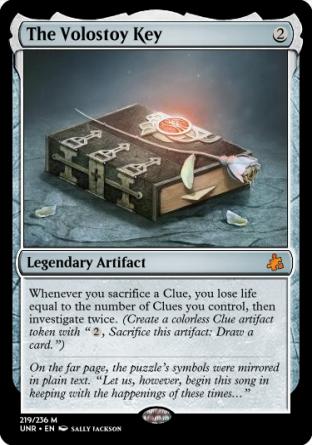 The Volostoy Key 2
Legendary Artifact
Whenever you sacrifice a Clue, you lose life
equal to the number of Clues you control, then
investigate twice. (Create a colorless Clue artifact
token with “2, Sacrifice this artifact: Draw a
card.”)
On the far page, the puzzle’s symbols were mirrored
in plain text. “Let us, however, begin this song in
keeping with the happenings of these times…”
219/236 M
UNR • EN SALLY JACKSON